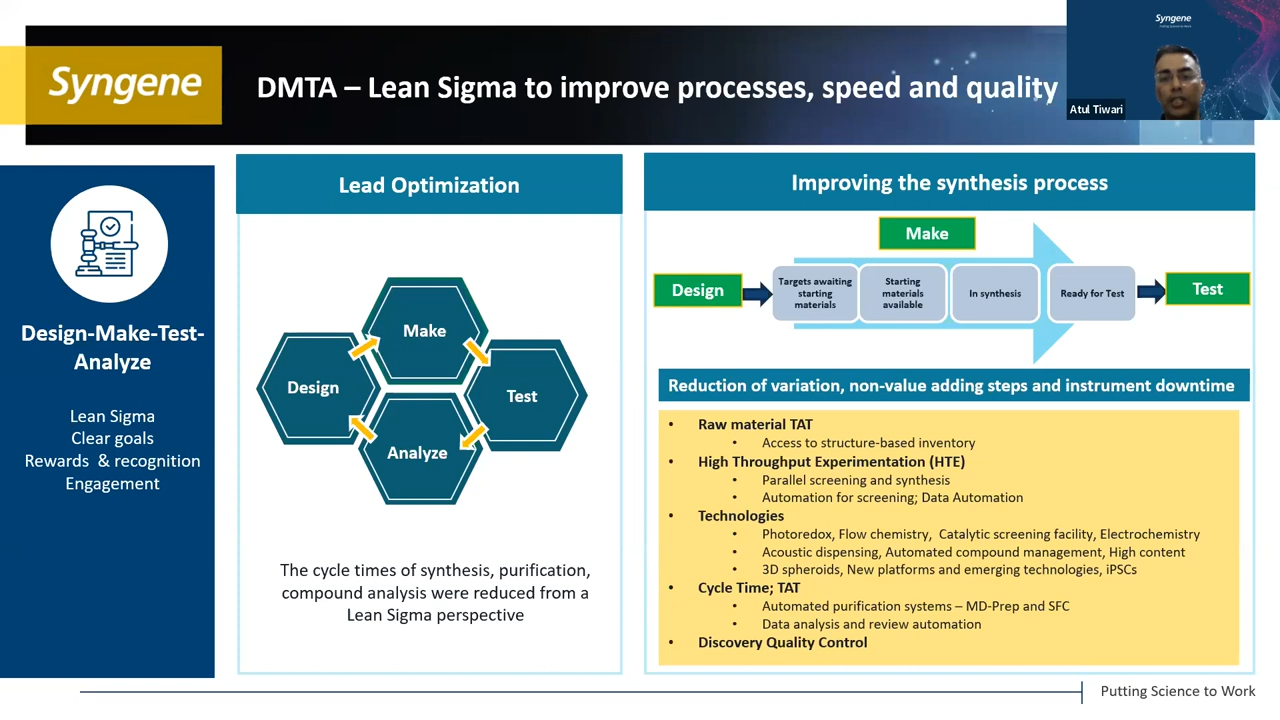 Syngene
DMTA – Lean Sigma to improve processes, speed and quality
Syngene
Putting Science to Work
Atul Tiwari
Design-Make-Test-
Analyze
Lean Sigma
Clear goals
Rewards & recognition
Engagement
Lead Optimization
Make
Design
Test
Analyze
The cycle times of synthesis, purification,
compound analysis were reduced from a
Lean Sigma perspective
Improving the synthesis process
Make
Design
Targets awaiting
starting
materials
Starting
materials
available
In synthesis
Ready for Test
Test
Reduction of variation, non-value adding steps and instrument downtime
• Raw material TAT
• Access to structure-based inventory
• High Throughput Experimentation (HTE)
• Parallel screening and synthesis
• Automation for screening; Data Automation
• Technologies
• Photoredox, Flow chemistry, Catalytic screening facility, Electrochemistry
• Acoustic dispensing, Automated compound management, High content
• 3D spheroids, New platforms and emerging technologies, iPSCs
• Cycle Time; TAT
• Automated purification systems – MD-Prep and SFC
• Data analysis and review automation
• Discovery Quality Control
Putting Science to Work